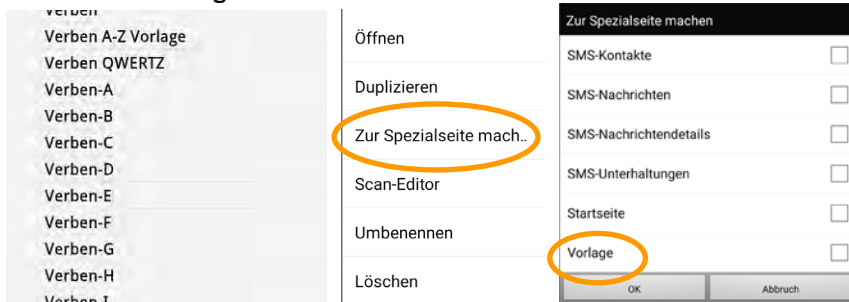 Verben
Verben A-Z Vorlage
Verben QWERTZ
Verben-A
Verben-B
Verben-C
Verben-D
Verben-E
Verben-F
Verben-G
Verben-H
Öffnen
Duplizieren
Zur Spezialseite mach..
Scan-Editor
Umbenennen
Löschen
Zur Spezialseite machen
SMS-Kontakte
SMS-Nachrichten
SMS-Nachrichtendetails
SMS-Unterhaltungen
Startseite
Vorlage
OK
Abbruch